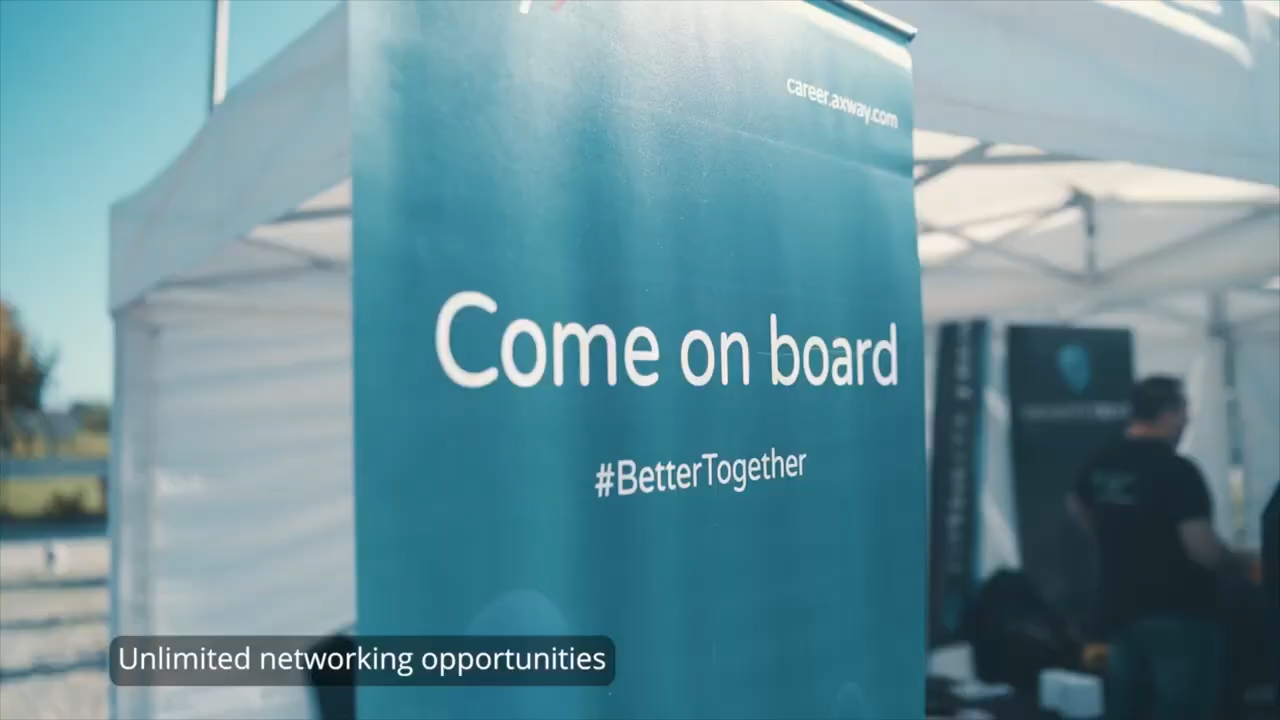 career.axway.com
Come on board
#BetterTogether
Unlimited networking opportunities